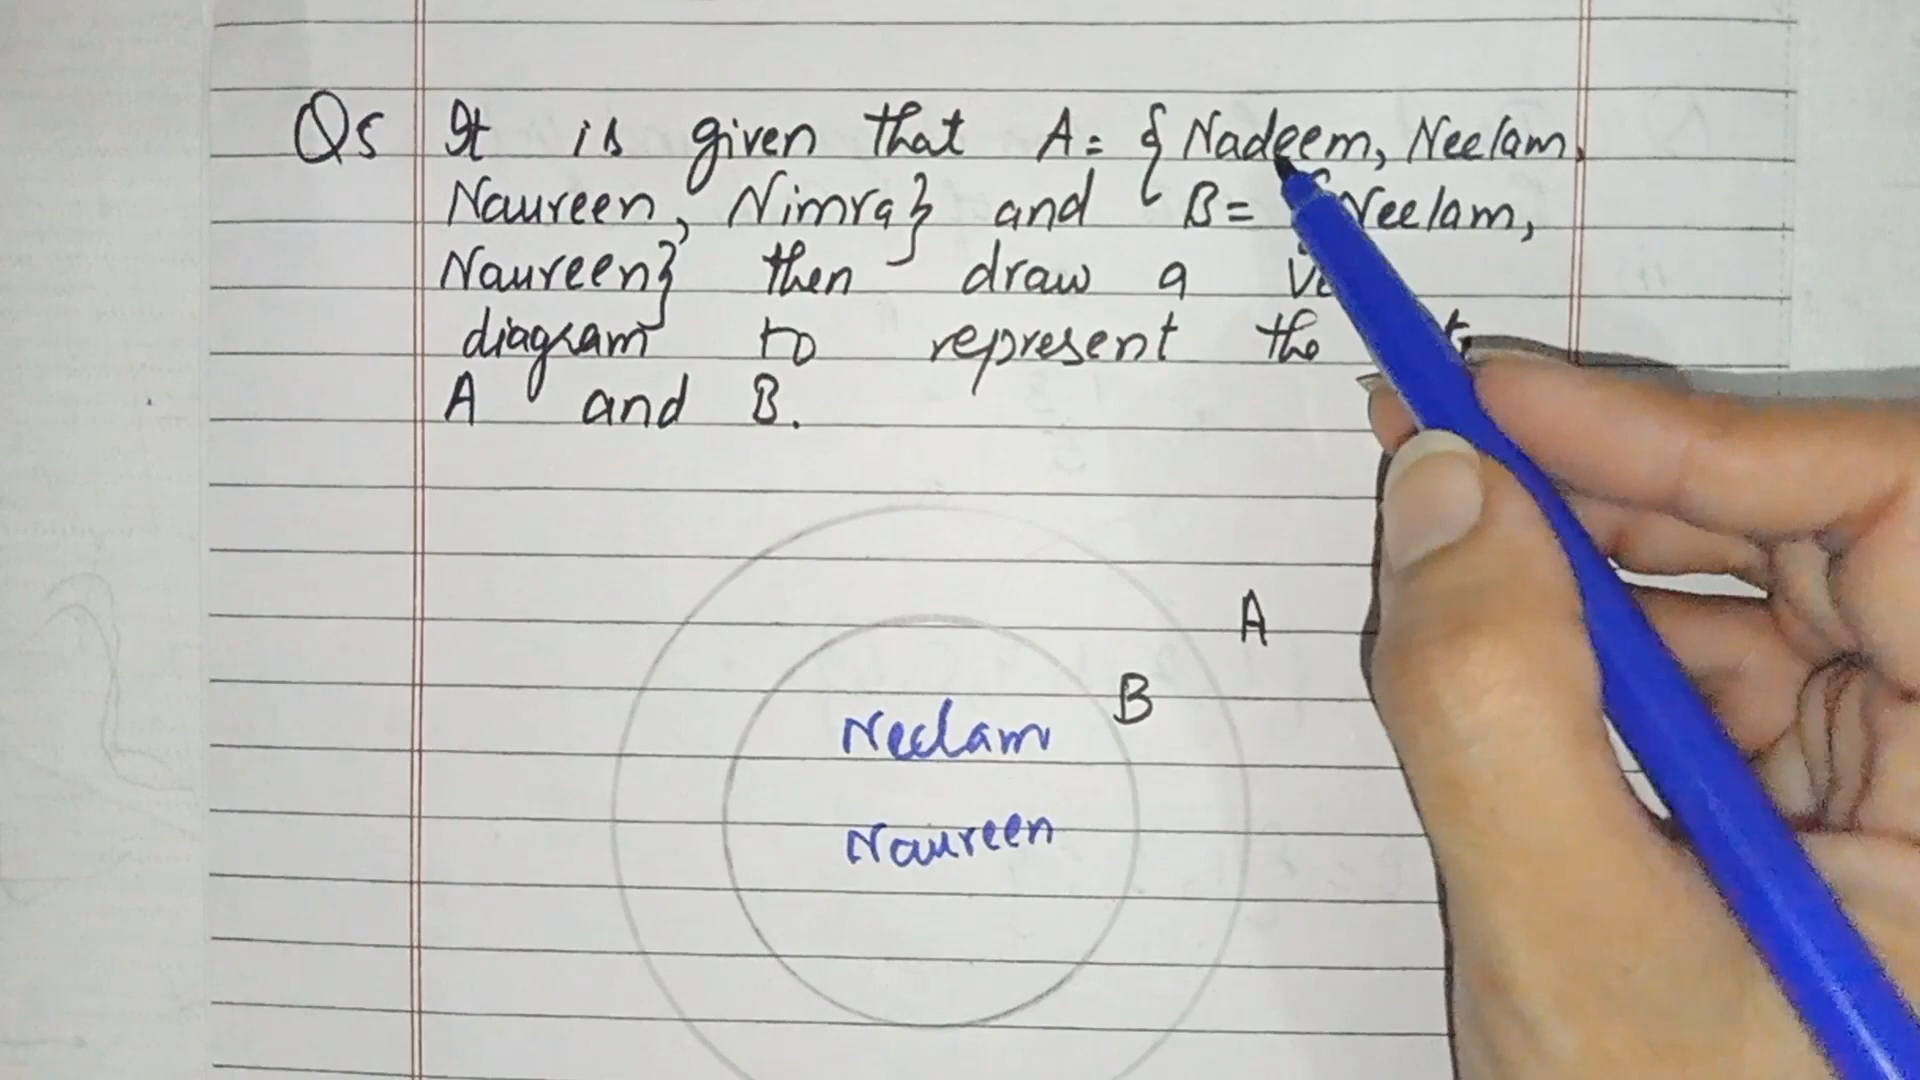 Q5 It is given that A= { Nadeem, Neelam,
Naureen, Nimra} and B= { Neelam,
Naureen} then draw a
diagram to represent the
A and B.
A
B
Neelam
Naureen